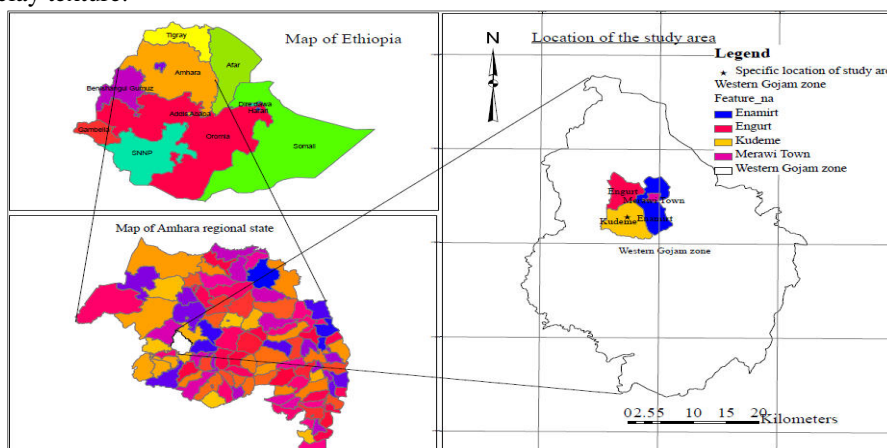 clay texture.
Map of Ethiopia
Tigray
Afar
Amhara
Benishangul Gumuz
Dire dawa
Harari
Addis Ababa
Gambella
Oromia
SNNP
Somali
Map of Amhara regional state
Location of the study area
N
Legend
Specific location of study are
Western Gojam zone
Feature_na
Enamirt
Engurt
Kudeme
Merawi Town
Western Gojam zone
Engurt
Merawi Town
Kudeme
Enamirt
Western Gojam zone
0 2.5 5 10 15 20
Kilometers